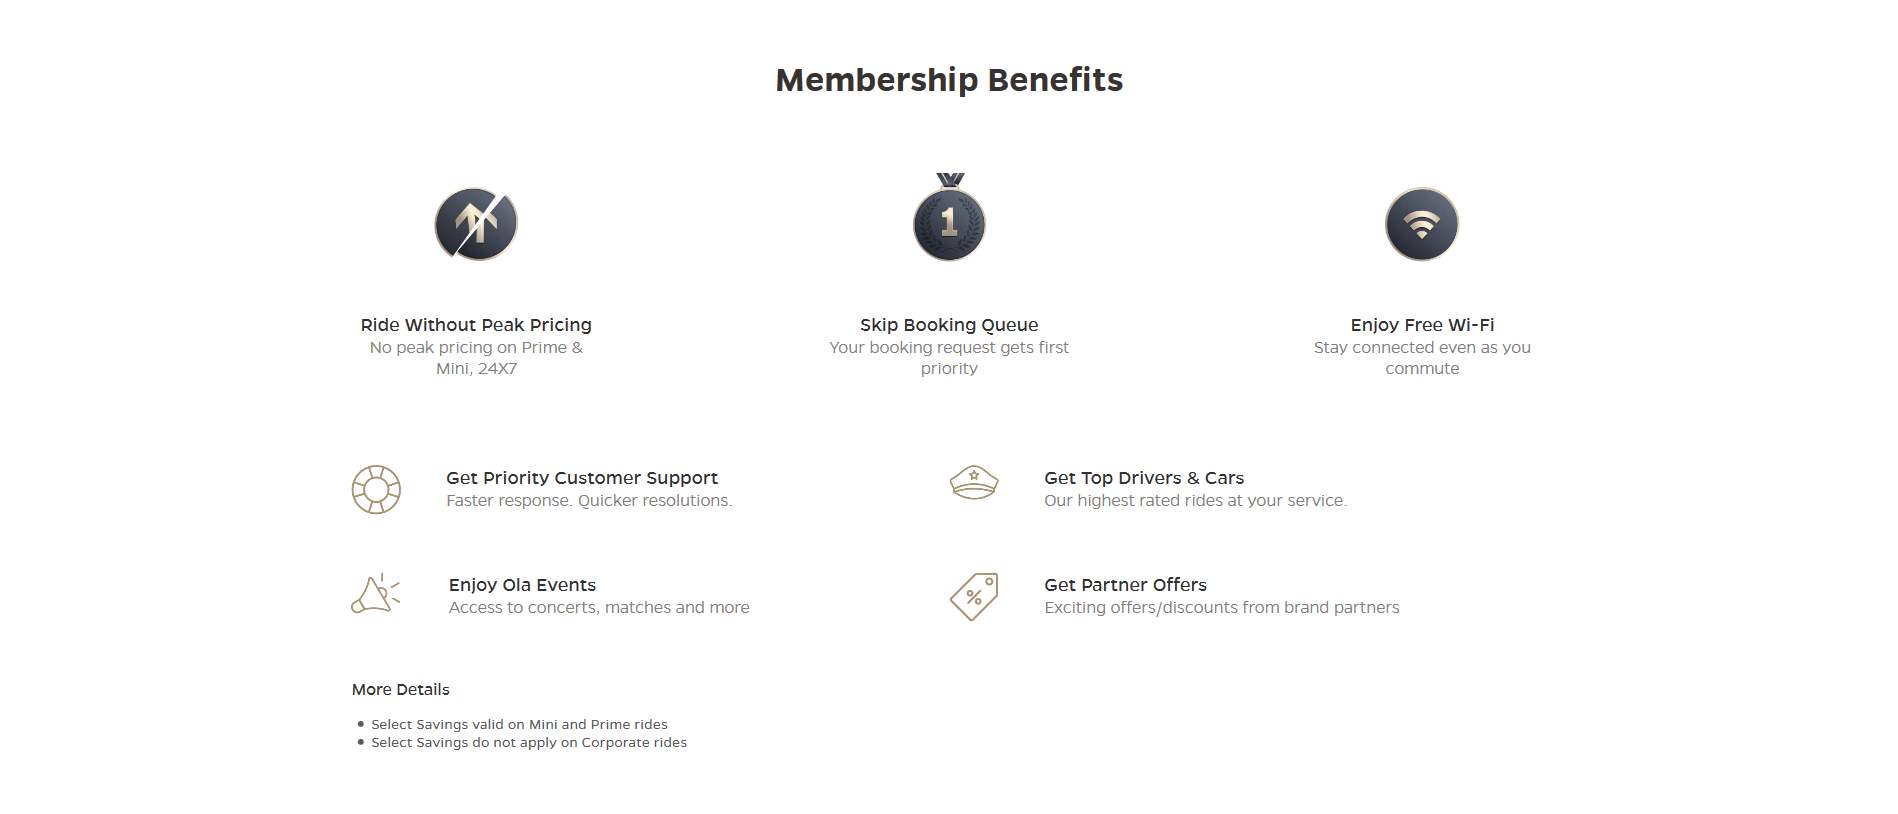 Membership Benefits
1
Ride Without Peak Pricing
No peak pricing on Prime &
Mini, 24X7
Skip Booking Queue
Your booking request gets first
priority
Enjoy Free Wi-Fi
Stay connected even as you
commute
Get Priority Customer Support
Faster response. Quicker resolutions.
Get Top Drivers & Cars
Our highest rated rides at your service.
Enjoy Ola Events
Access to concerts, matches and more
%
Get Partner Offers
Exciting offers/discounts from brand partners
More Details
• Select Savings valid on Mini and Prime rides
• Select Savings do not apply on Corporate rides